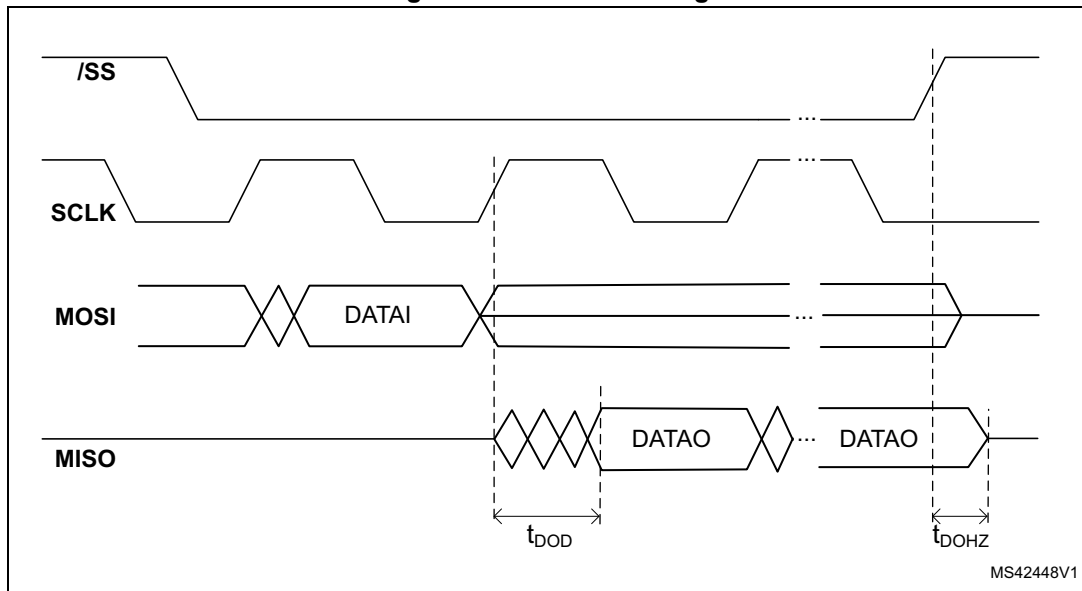 /SS
...
...
SCLK
MOSI
DATAI
...
MISO
DATAO
...
DATAO
tDOD
tDOHZ
MS42448V1